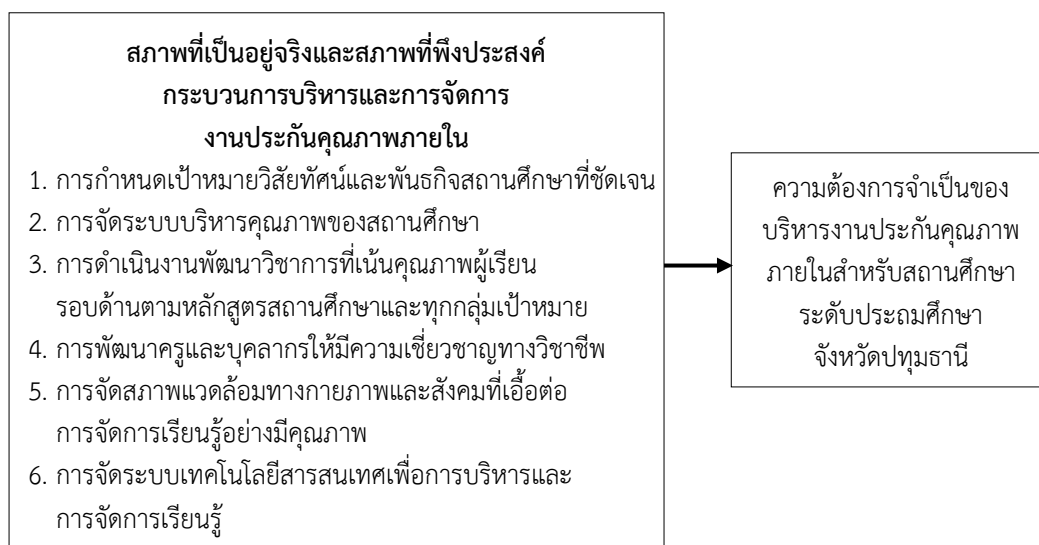 สภาพที่เป็นอยู่จริงและสภาพที่พึงประสงค์
กระบวนการบริหารและการจัดการ
งานประกันคุณภาพภายใน
1. การกำหนดเป้าหมายวิสัยทัศน์และพันธกิจสถานศึกษาที่ชัดเจน
2. การจัดระบบบริหารคุณภาพของสถานศึกษา
3. การดำเนินงานพัฒนาวิชาการที่เน้นคุณภาพผู้เรียน
รอบด้านตามหลักสูตรสถานศึกษาและทุกกลุ่มเป้าหมาย
4. การพัฒนาครูและบุคลากรให้มีความเชี่ยวชาญทางวิชาชีพ
5. การจัดสภาพแวดล้อมทางกายภาพและสังคมที่เอื้อต่อ
การจัดการเรียนรู้อย่างมีคุณภาพ
6. การจัดระบบเทคโนโลยีสารสนเทศเพื่อการบริหารและ
การจัดการเรียนรู้
ความต้องการจำเป็นของ
บริหารงานประกันคุณภาพ
ภายในสำหรับสถานศึกษา
ระดับประถมศึกษา
จังหวัดปทุมธานี